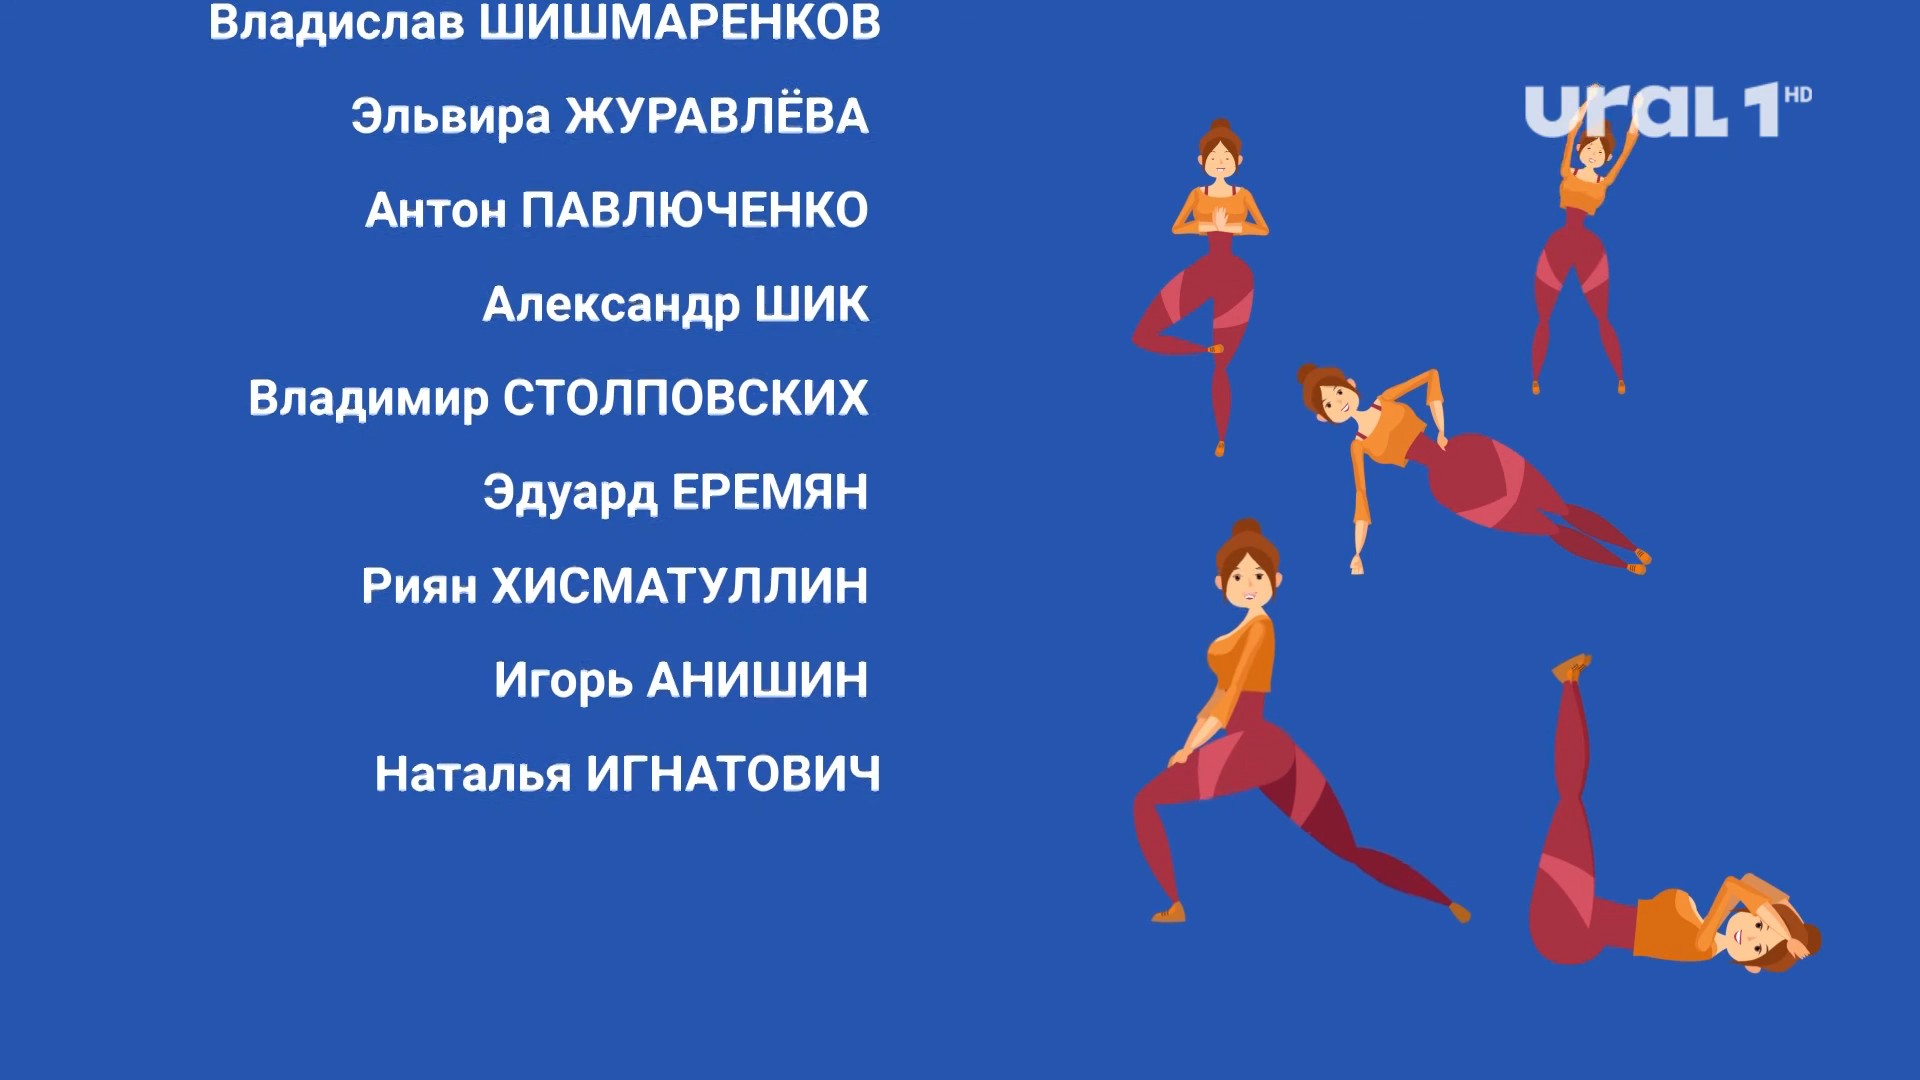 Владислав ШИШМАРЕНКОВ
Эльвира ЖУРАВЛЁВА
Антон ПАВЛЮЧЕНКО
Александр ШИК
Владимир СТОЛПОВСКИХ
Эдуард ЕРЕМЯН
Риян ХИСМАТУЛЛИН
Игорь АНИШИН
Наталья ИГНАТОВИЧ
ural 1 HD